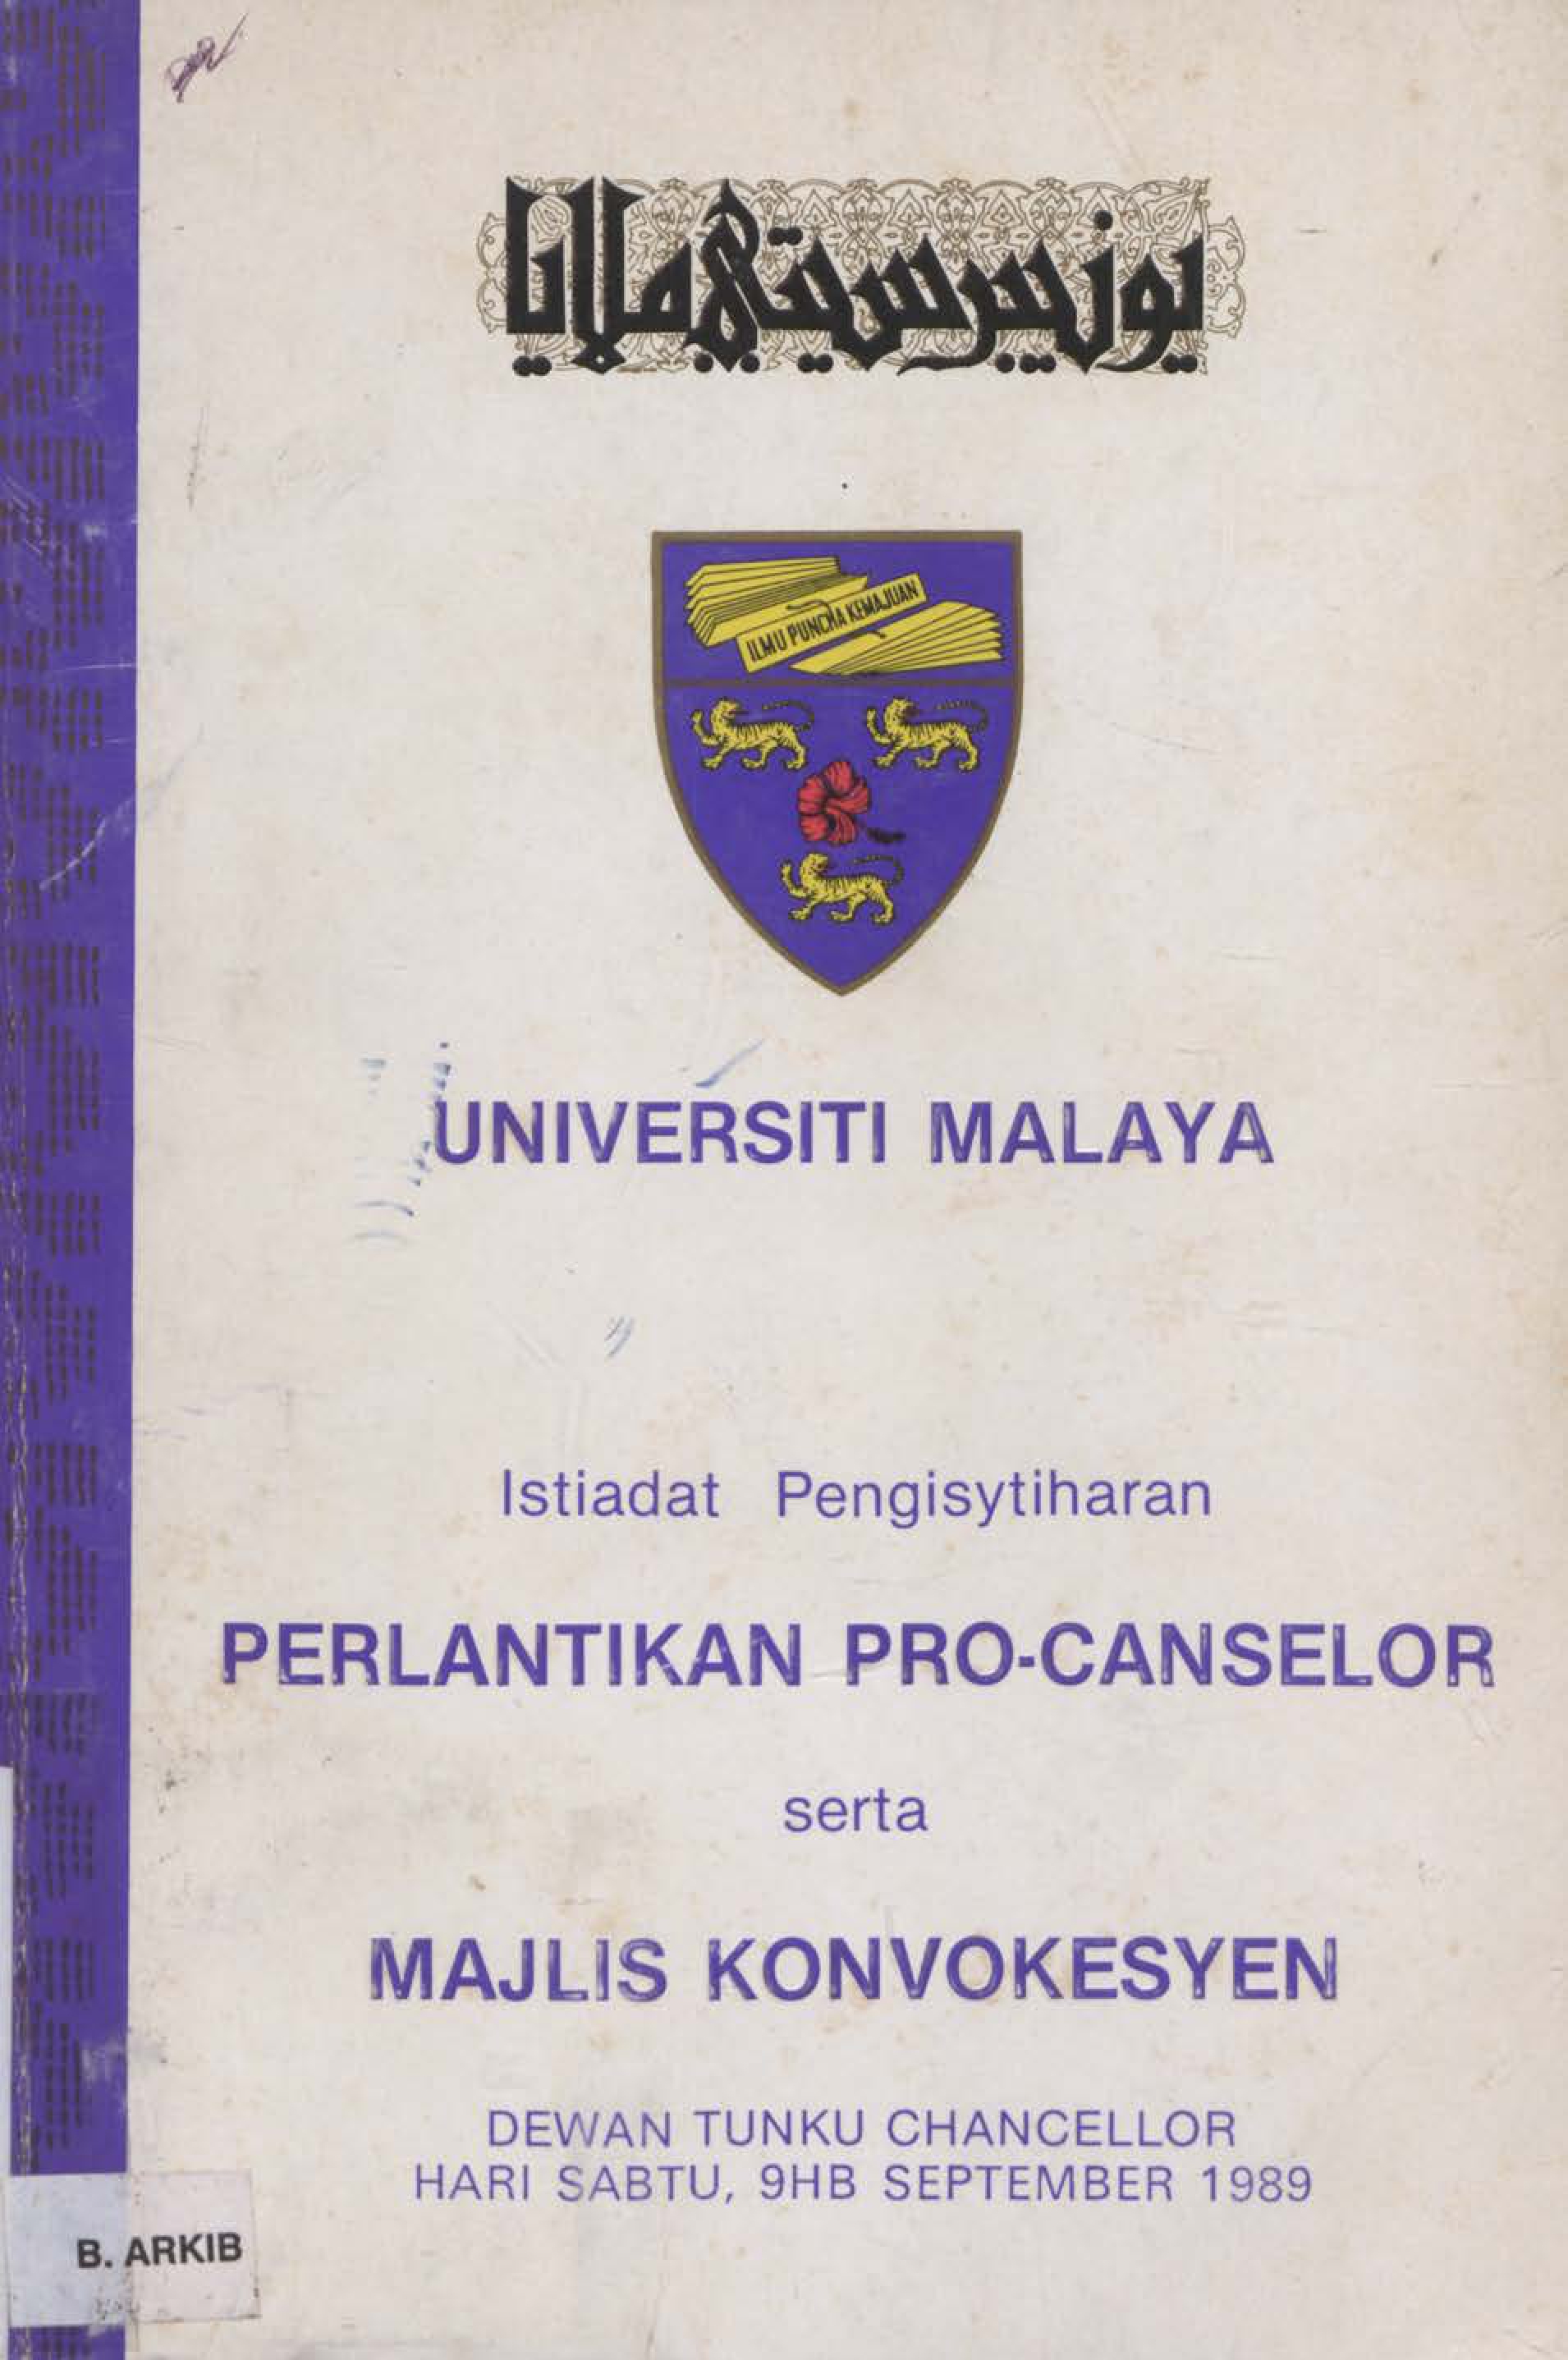 يونيبرسيتي ملايا
ILMU PUNCHA KEMAJUAN
UNIVERSITI MALAYA
Istiadat Pengisytiharan
PERLANTIKAN PRO-CANSELOR
serta
MAJLIS KONVOKESYEN
DEWAN TUNKU CHANCELLOR
HARI SABTU, 9HB SEPTEMBER 1989
B. ARKIB